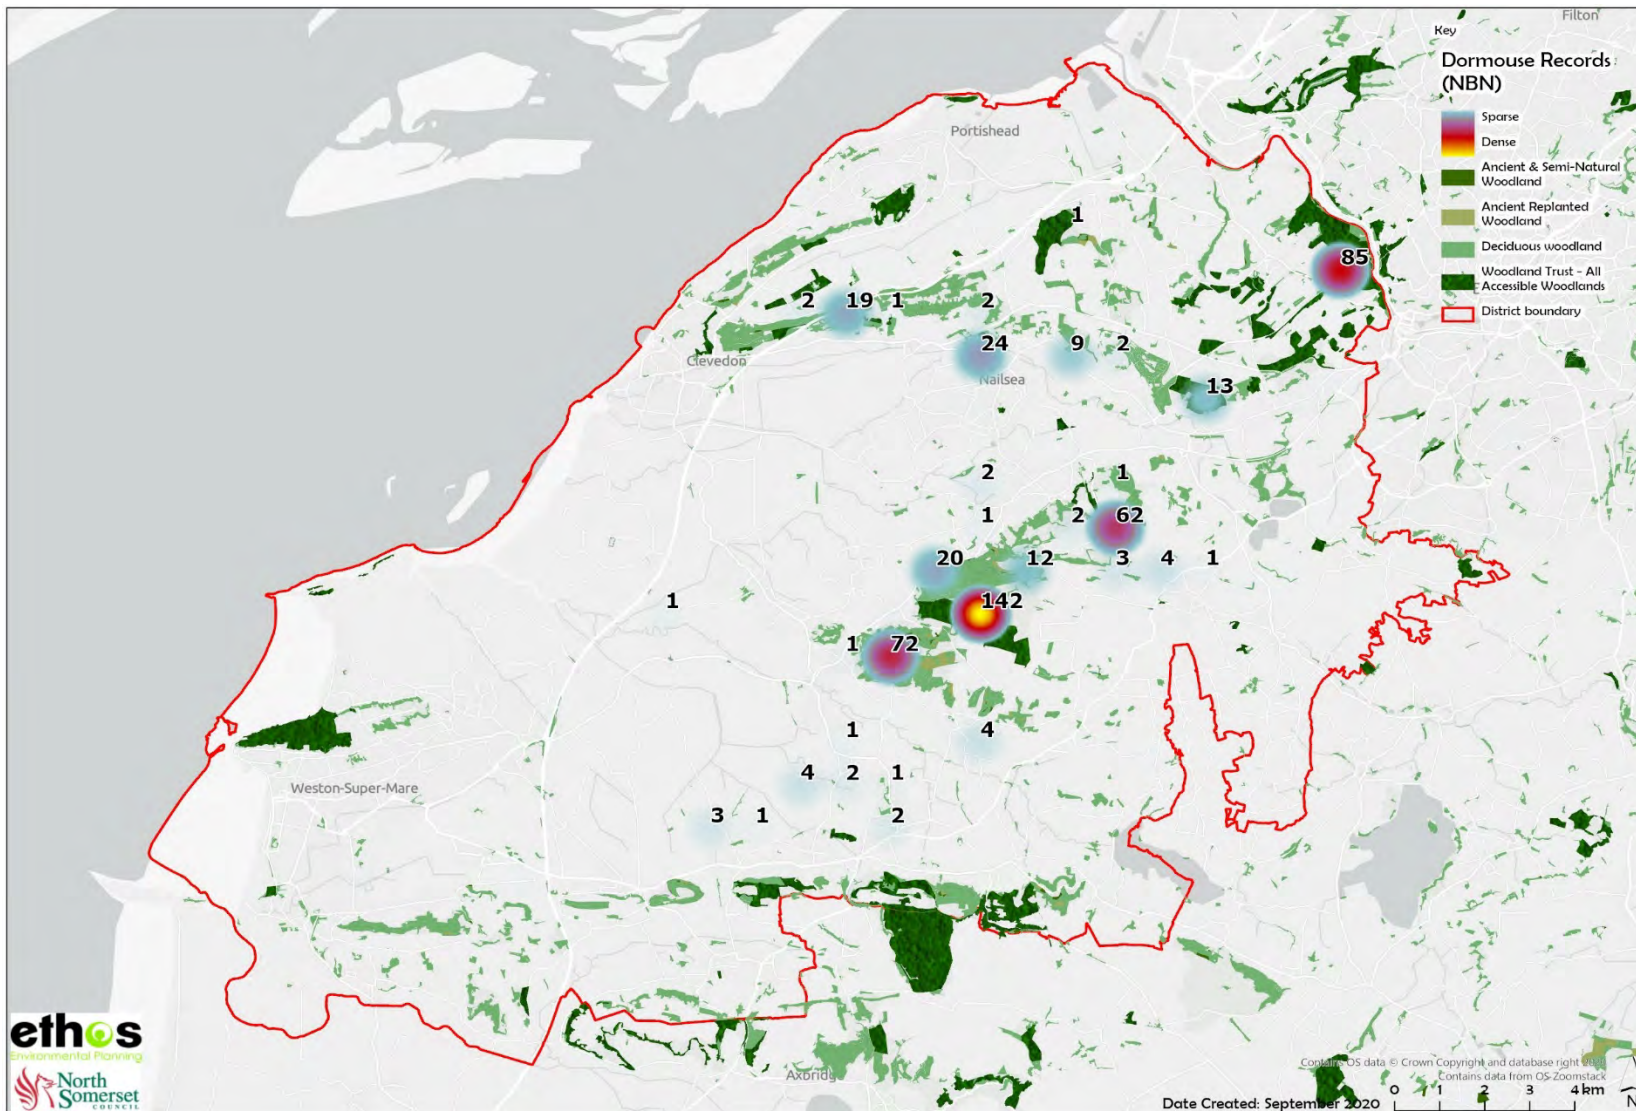 Filton
Key
Dormouse Records
(NBN)
Sparse
Dense
Ancient & Semi-Natural
Woodland
Ancient Replanted
Woodland
Deciduous woodland
Woodland Trust - All
Accessible Woodlands
District boundary
Portishead
1
85
2 19 1 2
Clevedon
24 9 2
Nailsea
13
2 1
1 2 62
20 12 3 4 1
1 142
1 72
1 4
4 2 1
Weston-Super-Mare
3 1 2
ethos
Environmental Planning
North
Somerset
COUNCIL
Axbridge
Contains OS data © Crown Copyright and database right
Contains data from OS Zoomstack
0 1 2 3 4 km
N
Date Created: September 2020